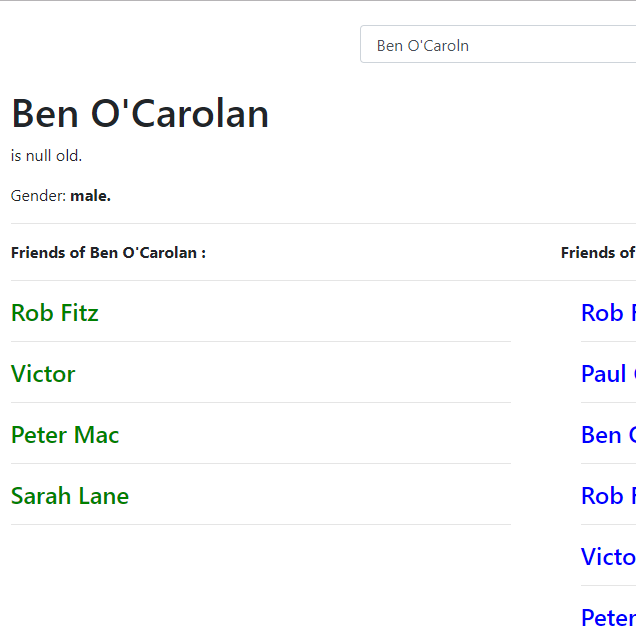 Ben O'Caroln
Ben O'Carolan
is null old.
Gender: male.
Friends of Ben O'Carolan :
Rob Fitz
Victor
Peter Mac
Sarah Lane
Friends of
Rob
Paul
Ben
Rob
Victo
Peter